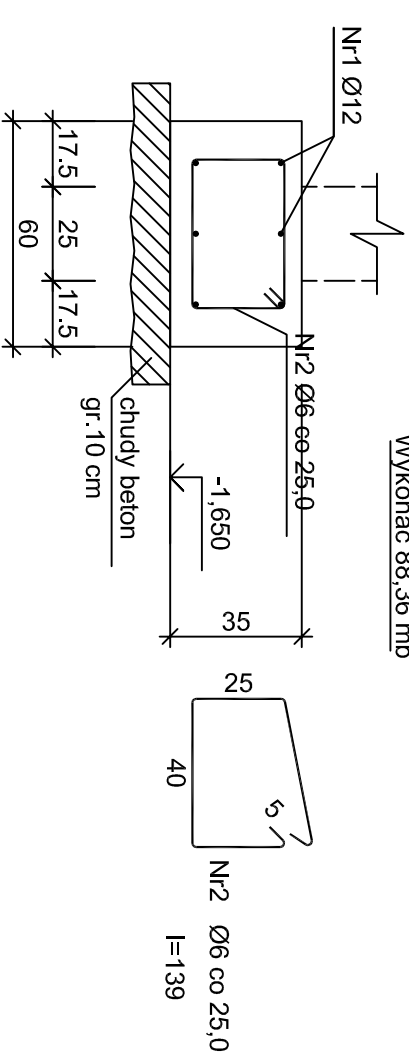 Wykonać 88,36 mb
Nr1 Ø12
Nr2 Ø6 co 25,0
35
-1,650
chudy beton
gr.10 cm
17.5
25
17.5
60
25
40
5
Nr2 Ø6 co 25,0
l=139